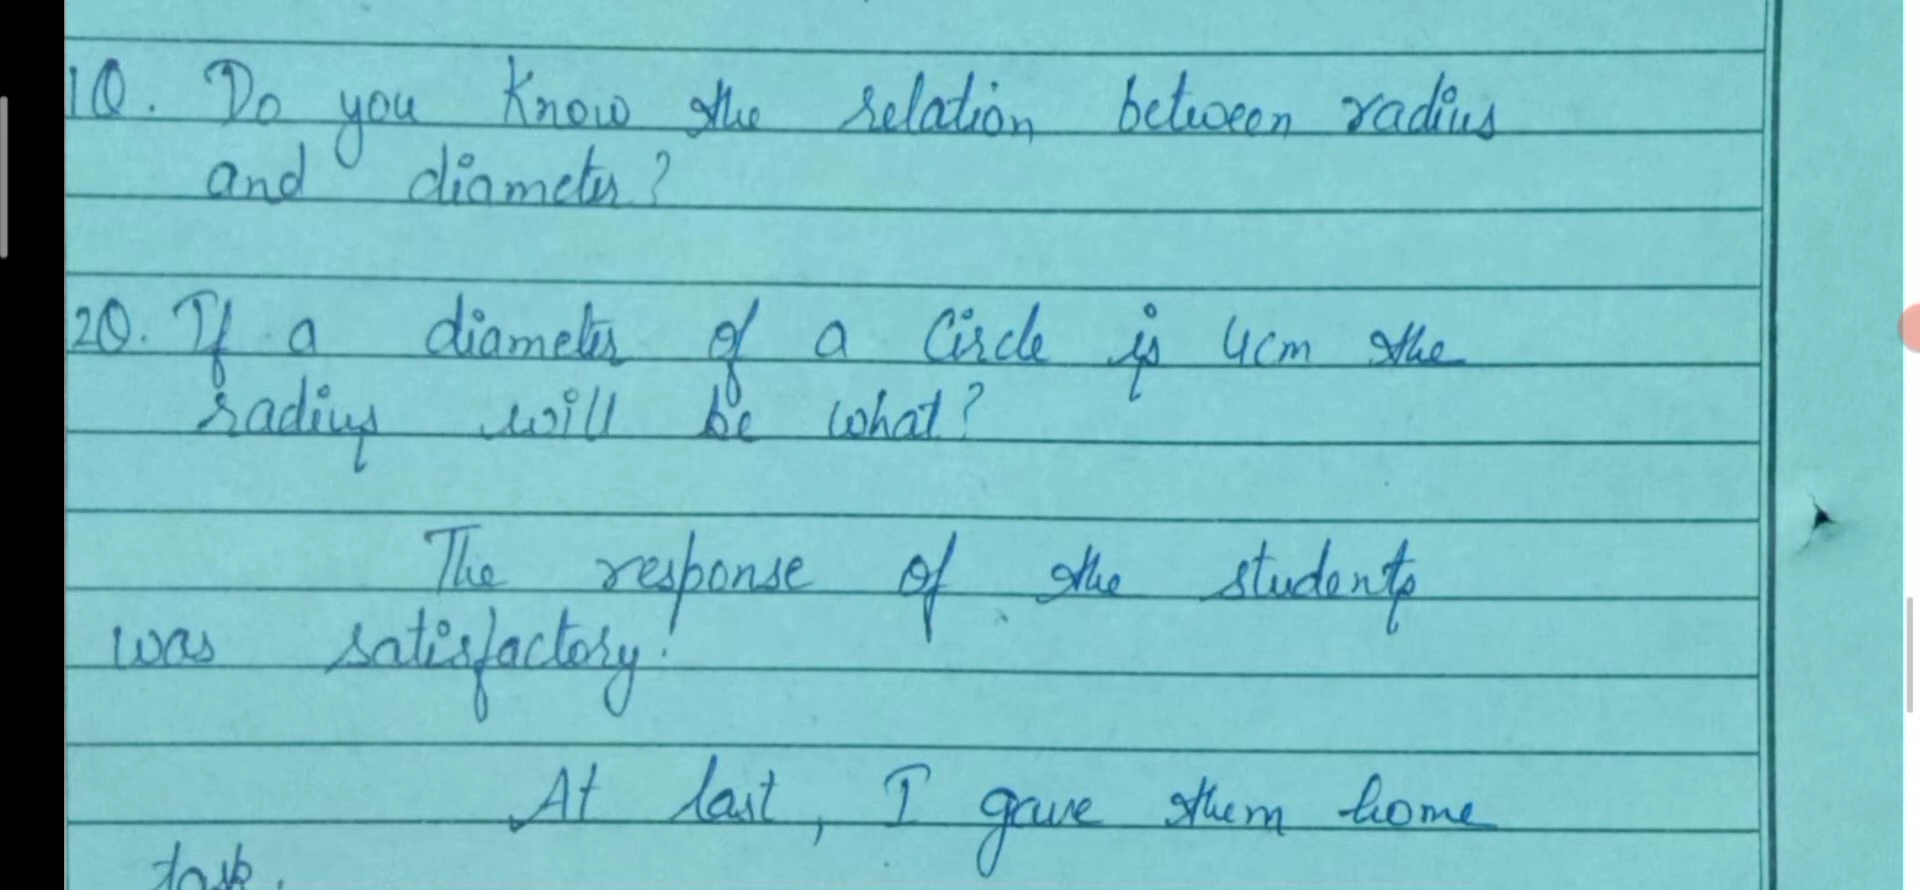 1Q. Do you know the relation between radius
and diameter?
2Q. If a diameter of a Circle is 4cm the
radius will be what?
The response of the students
was satisfactory.
At last, I gave them home
task.